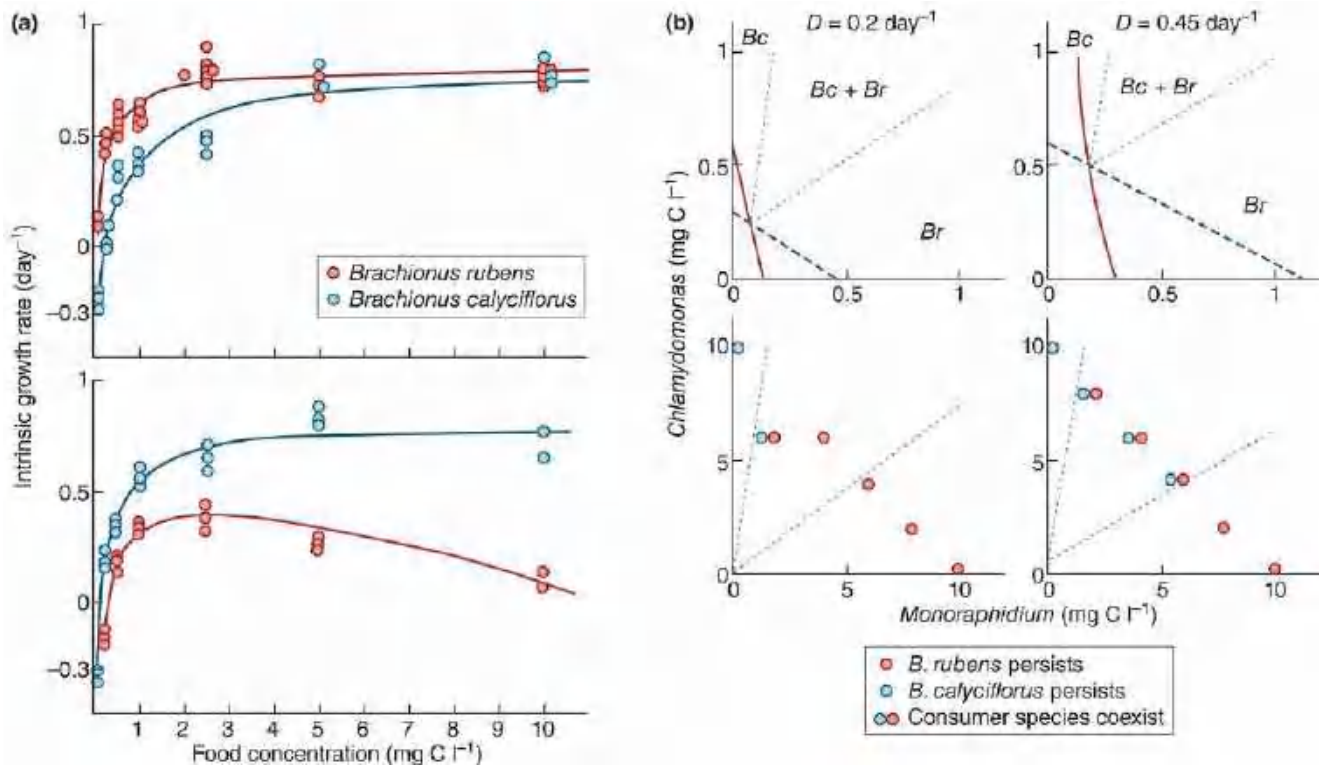 (a)
1
0.5
0
–0.3
Brachionus rubens
Brachionus calyciflorus
1
0.5
0
–0.3
1 2 3 4 5 6 7 8 9 10
Food concentration (mg C l–1)
Intrinsic growth rate (day–1)
(b)
D = 0.2 day–1
Bc
1
Bc + Br
0.5
Br
0
0 0.5 1
D = 0.45 day–1
Bc
1
Bc + Br
0.5
Br
0
0 0.5 1
Chlamydomonas (mg C l–1)
10
5
0
0 5 10
10
5
0
0 5 10
Monoraphidium (mg C l–1)
B. rubens persists
B. calyciflorus persists
Consumer species coexist